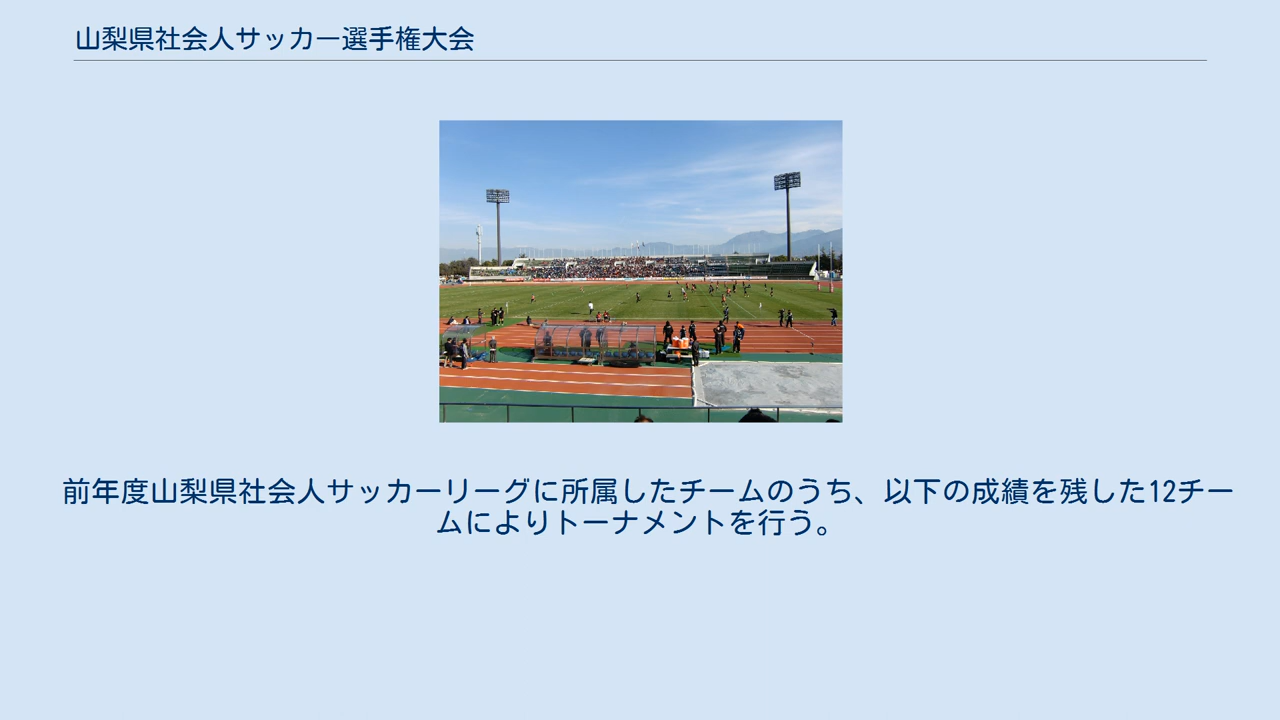 山梨県社会人サッカー選手権大会
前年度山梨県社会人サッカーリーグに所属したチームのうち、以下の成績を残した12チー
ムによりトーナメントを行う。